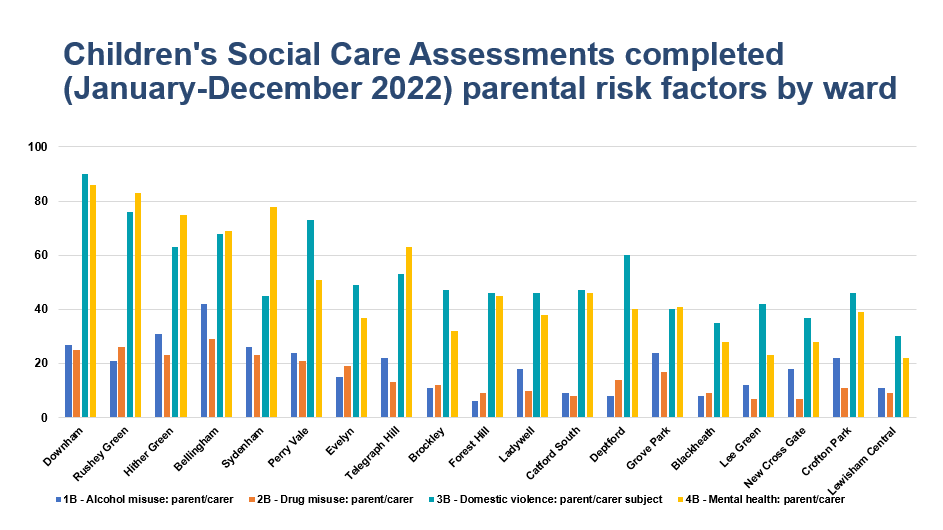 Children's Social Care Assessments completed
(January-December 2022) parental risk factors by ward
100
80
60
40
20
0
Downham
Rushey Green
Hither Green
Bellingham
Sydenham
Perry Vale
Evelyn
Telegraph Hill
Brockley
Forest Hill
Ladywell
Catford South
Deptford
Grove Park
Blackheath
Lee Green
New Cross Gate
Crofton Park
Lewisham Central
1B - Alcohol misuse: parent/carer 2B - Drug misuse: parent/carer 3B - Domestic violence: parent/carer subject 4B - Mental health: parent/carer